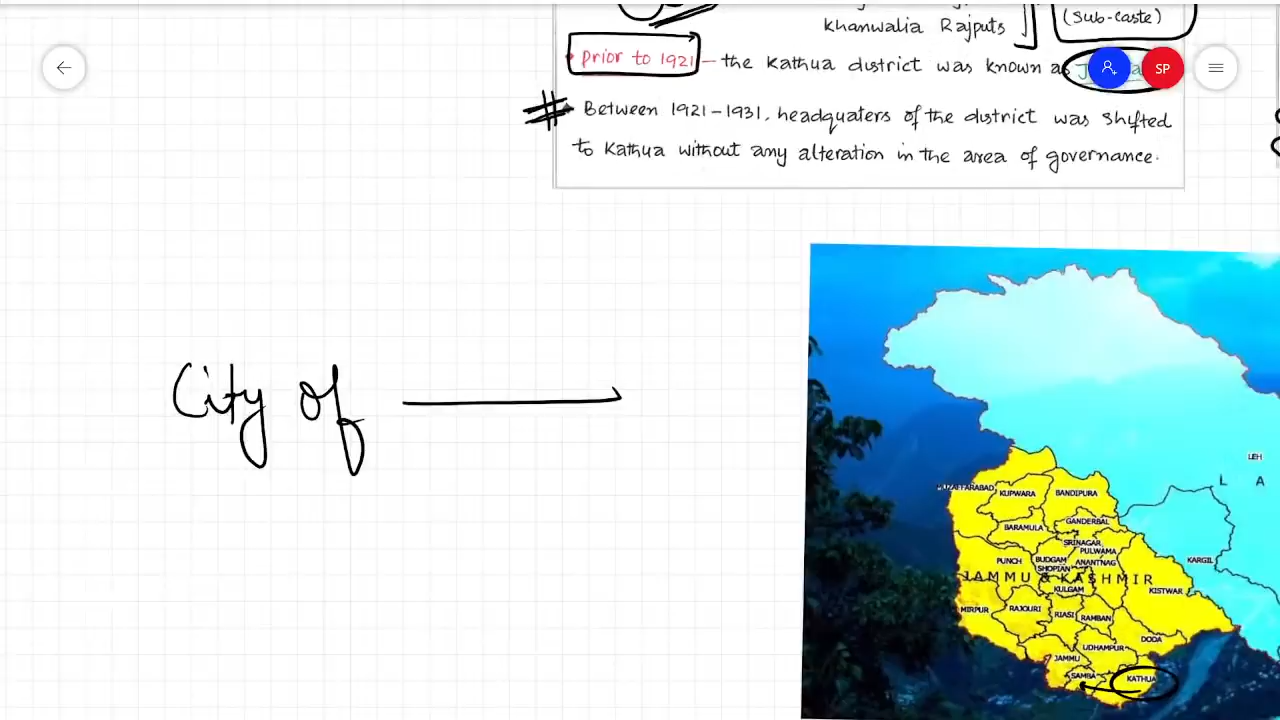 khanwalia Rajputs
(Sub-caste)
Prior to 1921 — the Kathua district was known as
SP
# Between 1921-1931, headquaters of the district was shifted
to Kathua without any alteration in the area of governance.
City of
LEH
L A
MUZAFFARABAD
KUPWARA
BANDIPURA
BARAMULA
GANDERBAL
SRINAGAR
PULWAMA
PUNCH
BUDGAM
ANANTNAG
SHOPIAN
KARGIL
JAMMU & KASHMIR
KULGAM
KISTWAR
MIRPUR
RAJOURI
RIASI
RAMBAN
DODA
UDHAMPUR
JAMMU
SAMBA
KATHUA